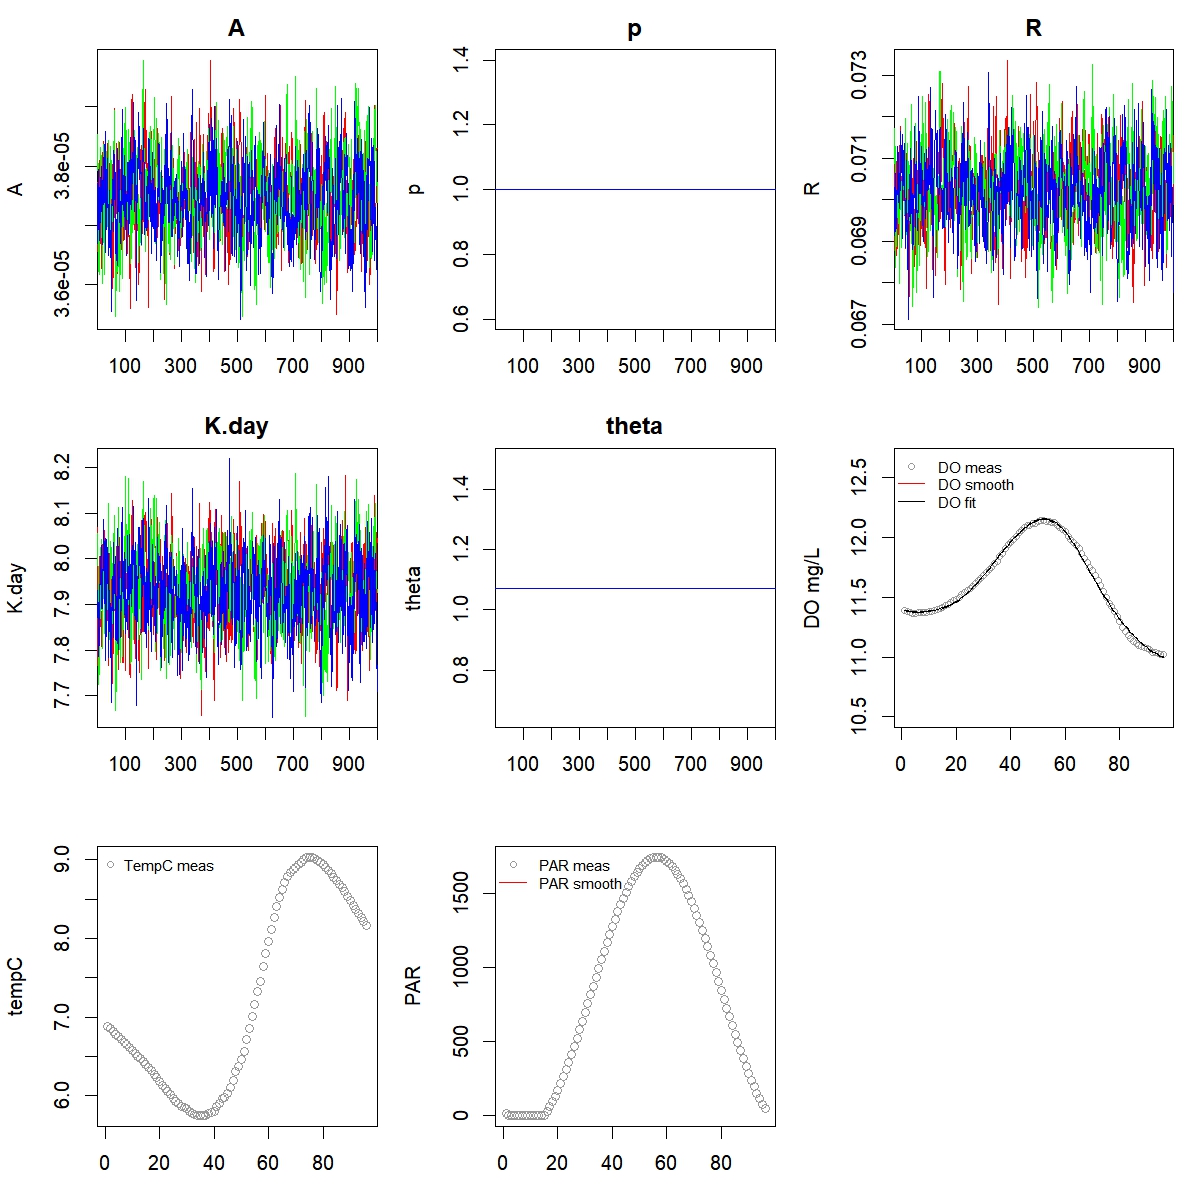 A
A
3.6e-05 3.8e-05
100 300 500 700 900
p
p
0.6 0.8 1.0 1.2 1.4
100 300 500 700 900
R
R
0.067 0.069 0.071 0.073
100 300 500 700 900
K.day
K.day
7.7 7.8 7.9 8.0 8.1 8.2
100 300 500 700 900
theta
theta
0.8 1.0 1.2 1.4
100 300 500 700 900
DO mg/L
10.5 11.0 11.5 12.0 12.5
DO meas
DO smooth
DO fit
0 20 40 60 80
tempC
6.0 7.0 8.0 9.0
TempC meas
0 20 40 60 80
PAR
0 500 1000 1500
PAR meas
PAR smooth
0 20 40 60 80